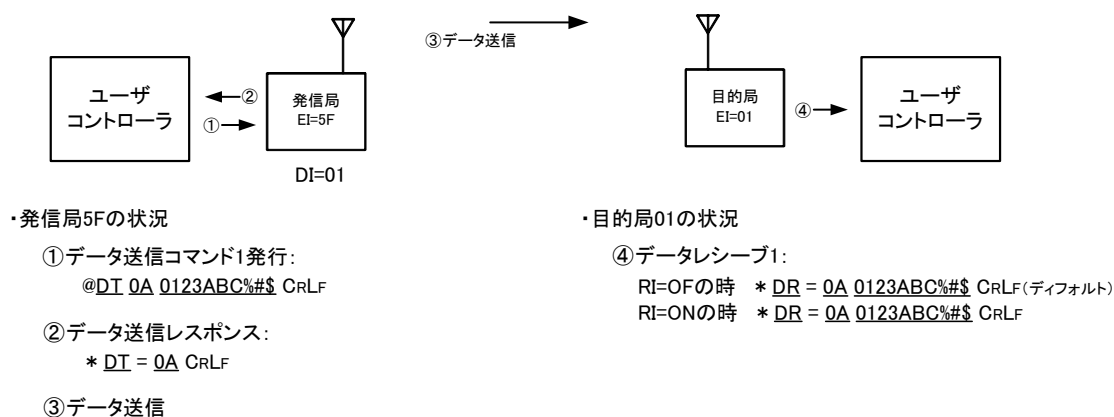 ③データ送信
ユーザ
コントローラ
②
①
発信局
EI=5F
DI=01
目的局
EI=01
④
ユーザ
コントローラ
・発信局5Fの状況
①データ送信コマンド1発行:
@DT 0A 0123ABC%#$ CRLF
②データ送信レスポンス:
* DT = 0A CRLF
③データ送信
・目的局01の状況
④データレシーブ1:
RI=OFの時 * DR = 0A 0123ABC%#$ CRLF(ディフォルト)
RI=ONの時 * DR = 0A 0123ABC%#$ CRLF